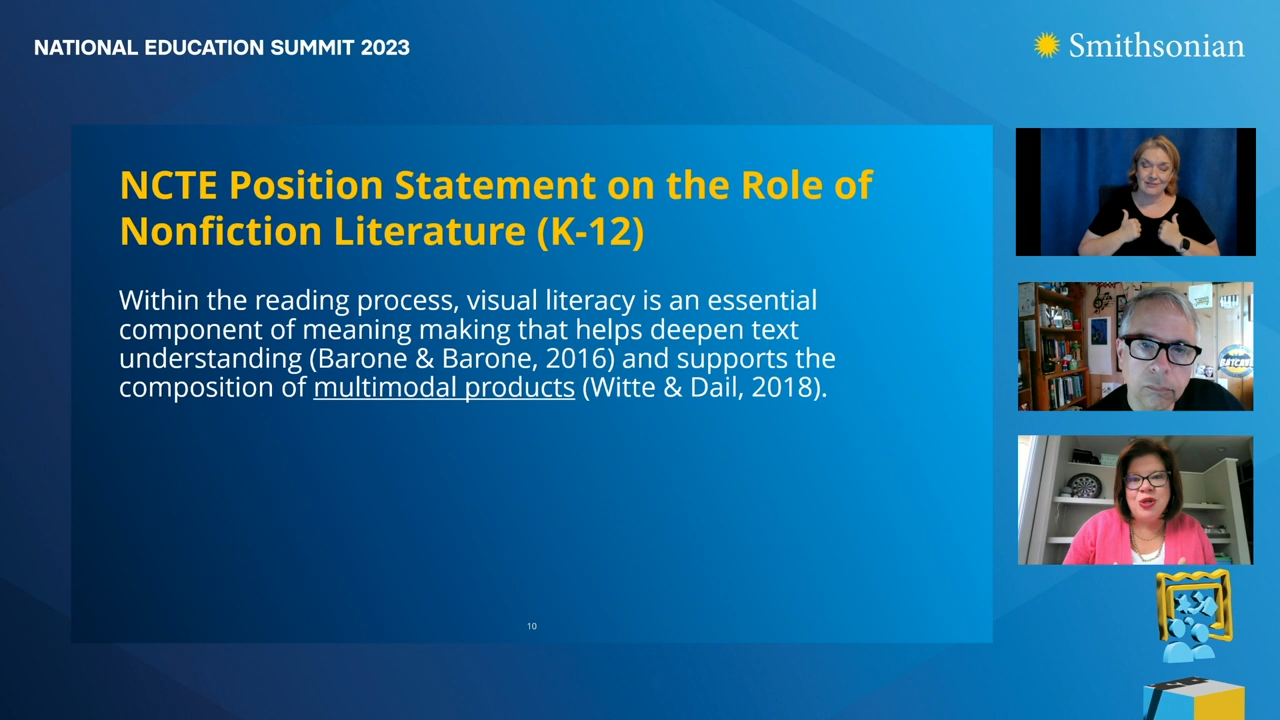 NATIONAL EDUCATION SUMMIT 2023
Smithsonian
NCTE Position Statement on the Role of
Nonfiction Literature (K-12)
Within the reading process, visual literacy is an essential
component of meaning making that helps deepen text
understanding (Barone & Barone, 2016) and supports the
composition of multimodal products (Witte & Dail, 2018).
10